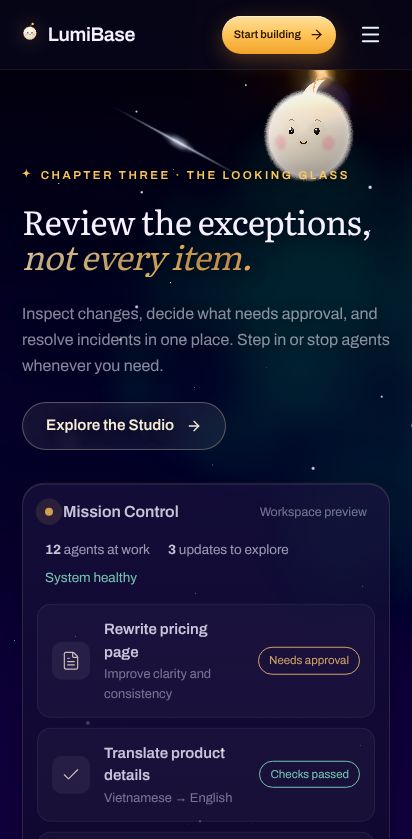 LumiBase
Start building →
CHAPTER THREE · THE LOOKING GLASS
Review the exceptions,
not every item.
Inspect changes, decide what needs approval, and
resolve incidents in one place. Step in or stop agents
whenever you need.
Explore the Studio →
Mission Control
Workspace preview
12 agents at work 3 updates to explore
System healthy
Rewrite pricing
page
Improve clarity and
consistency
Needs approval
Translate product
details
Vietnamese → English
Checks passed